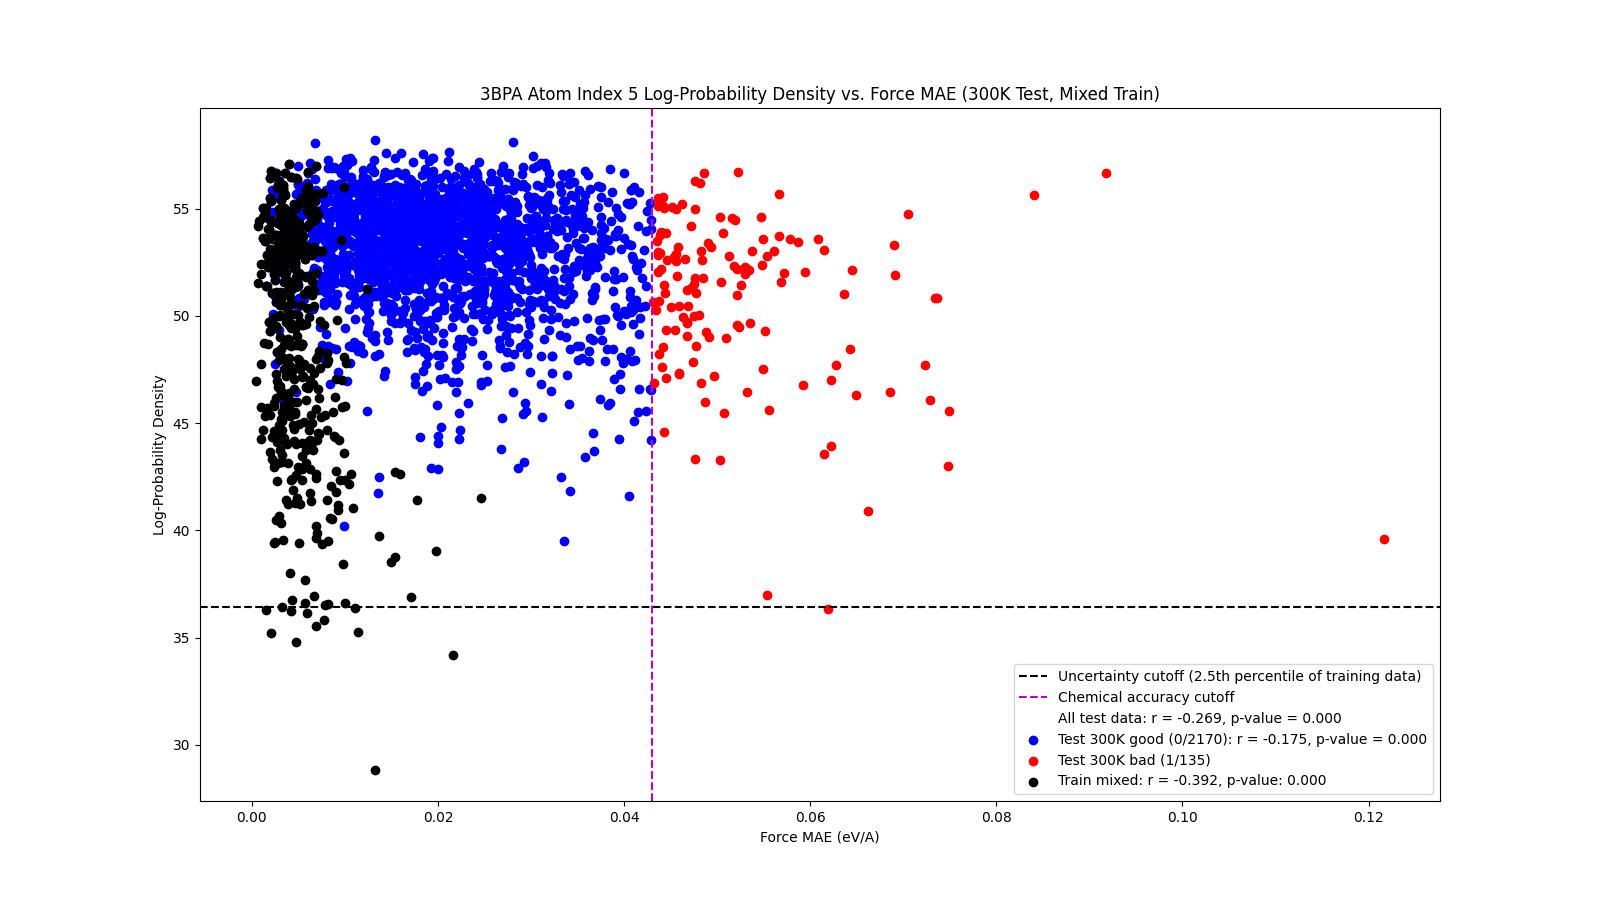 3BPA Atom Index 5 Log-Probability Density vs. Force MAE (300K Test, Mixed Train)
Log-Probability Density
55
50
45
40
35
30
Uncertainty cutoff (2.5th percentile of training data)
Chemical accuracy cutoff
All test data: r = -0.269, p-value = 0.000
Test 300K good (0/2170): r = -0.175, p-value = 0.000
Test 300K bad (1/135)
Train mixed: r = -0.392, p-value: 0.000
0.00 0.02 0.04 0.06 0.08 0.10 0.12
Force MAE (eV/A)